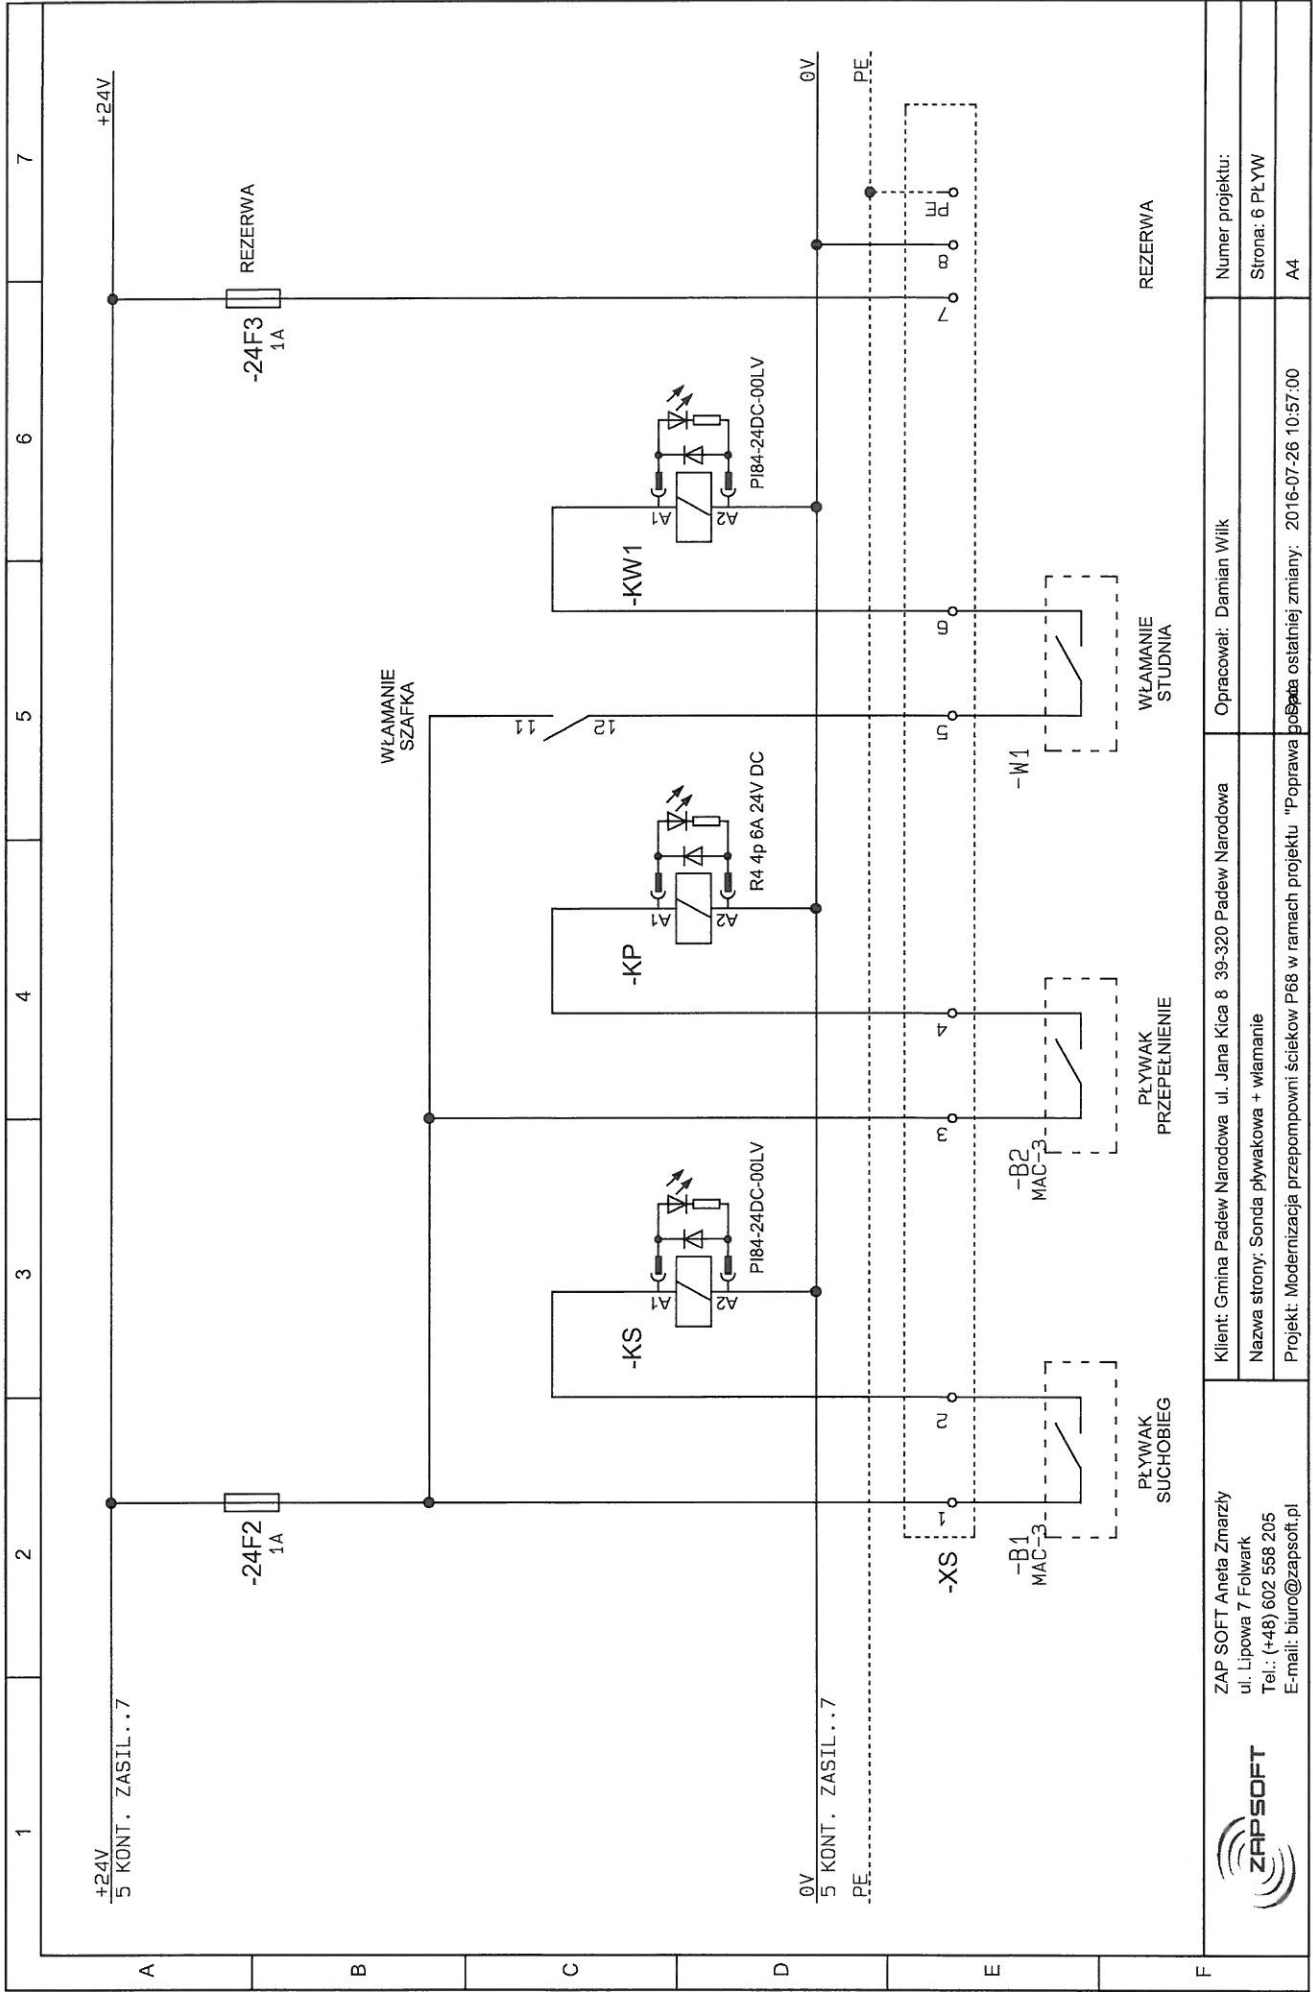 1
2
3
4
5
6
7
A
B
C
D
E
F
+24V
5 KONT. ZASIL..7
+24V
-24F2
1A
-24F3
1A
REZERWA
WŁAMANIE
SZAFKA
11
12
-KS
A1
A2
PI84-24DC-00LV
-KP
A1
A2
R4 4p 6A 24V DC
-KW1
A1
A2
PI84-24DC-00LV
0V
5 KONT. ZASIL..7
0V
PE
PE
-XS
1
2
3
4
5
6
7
8
PE
-B1
MAC-3
-B2
MAC-3
-W1
PŁYWAK
SUCHOBIEG
PŁYWAK
PRZEPEŁNIENIE
WŁAMANIE
STUDNIA
REZERWA
ZAPSOFT
ZAP SOFT Aneta Zmarzły
ul. Lipowa 7 Folwark
Tel.: (+48) 602 558 205
E-mail: biuro@zapsoft.pl
Klient: Gmina Padew Narodowa ul. Jana Kica 8 39-320 Padew Narodowa
Nazwa strony: Sonda pływakowa + włamanie
Projekt: Modernizacja przepompowni ściekow P68 w ramach projektu "Poprawa
Opracował: Damian Wilk
ostatniej zmiany: 2016-07-26 10:57:00
Numer projektu:
Strona: 6 PŁYW
A4